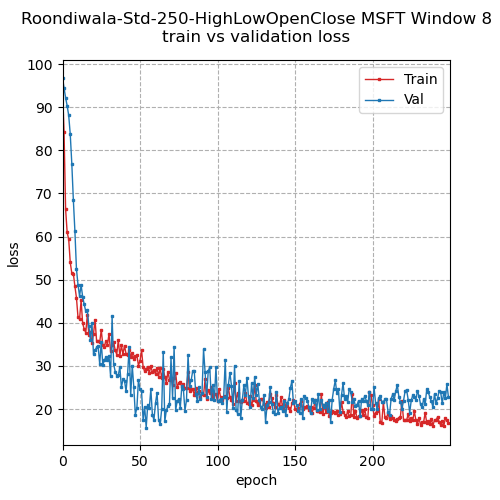 Roondiwala-Std-250-HighLowOpenClose MSFT Window 8
train vs validation loss
Train
Val
100
90
80
70
60
50
40
30
20
loss
0
50
100
150
200
epoch